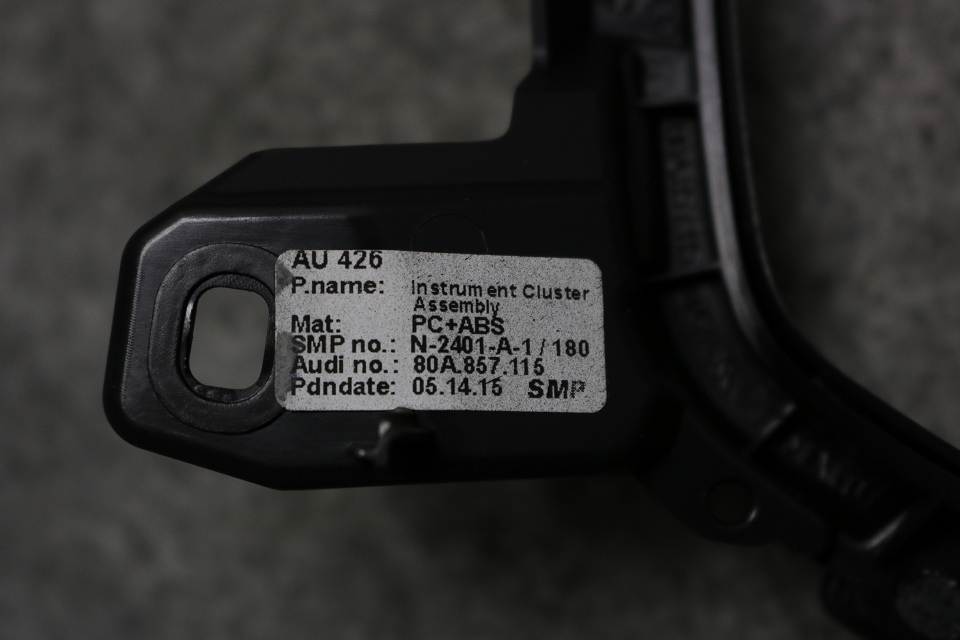 AU 426
P.name: Instrument Cluster
Assembly
Mat: PC+ABS
SMP no.: N-2401-A-1 / 180
Audi no.: 80A.857.115
Pdndate: 05.14.15 SMP